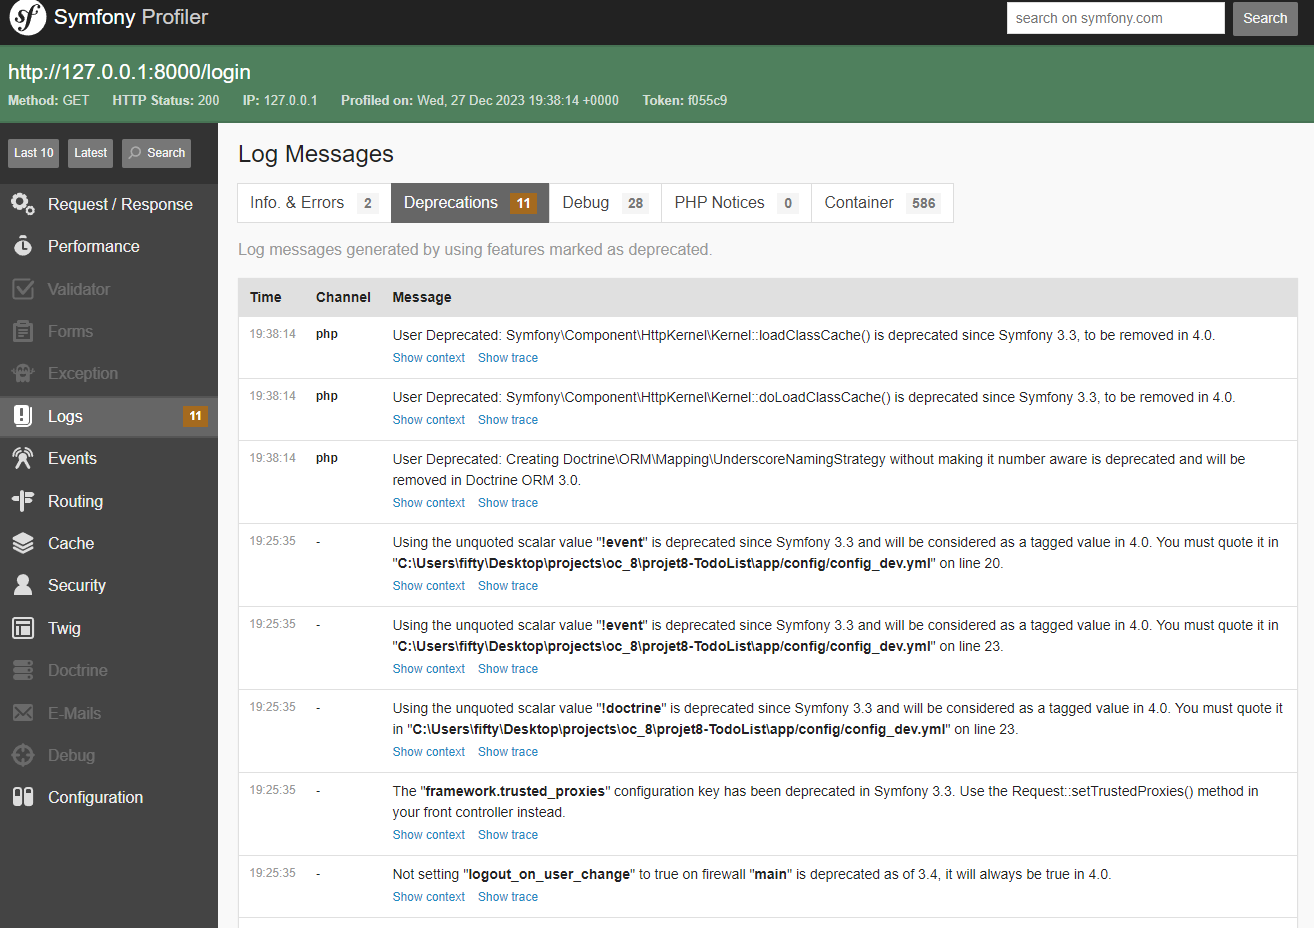 Symfony Profiler
search on symfony.com
Search
http://127.0.0.1:8000/login
Method: GET HTTP Status: 200 IP: 127.0.0.1 Profiled on: Wed, 27 Dec 2023 19:38:14 +0000 Token: f055c9
Last 10 Latest Search
Request / Response
Performance
Validator
Forms
Exception
Logs 11
Events
Routing
Cache
Security
Twig
Doctrine
E-Mails
Debug
Configuration
Log Messages
Info. & Errors 2 Deprecations 11 Debug 28 PHP Notices 0 Container 586
Log messages generated by using features marked as deprecated.
Time Channel Message
19:38:14 php User Deprecated: Symfony\Component\HttpKernel\Kernel::loadClassCache() is deprecated since Symfony 3.3, to be removed in 4.0.
Show context Show trace
19:38:14 php User Deprecated: Symfony\Component\HttpKernel\Kernel::doLoadClassCache() is deprecated since Symfony 3.3, to be removed in 4.0.
Show context Show trace
19:38:14 php User Deprecated: Creating Doctrine\ORM\Mapping\UnderscoreNamingStrategy without making it number aware is deprecated and will be
removed in Doctrine ORM 3.0.
Show context Show trace
19:25:35 - Using the unquoted scalar value "!event" is deprecated since Symfony 3.3 and will be considered as a tagged value in 4.0. You must quote it in
"C:\Users\fifty\Desktop\projects\oc_8\projet8-TodoList\app/config/config_dev.yml" on line 20.
Show context Show trace
19:25:35 - Using the unquoted scalar value "!event" is deprecated since Symfony 3.3 and will be considered as a tagged value in 4.0. You must quote it in
"C:\Users\fifty\Desktop\projects\oc_8\projet8-TodoList\app/config/config_dev.yml" on line 23.
Show context Show trace
19:25:35 - Using the unquoted scalar value "!doctrine" is deprecated since Symfony 3.3 and will be considered as a tagged value in 4.0. You must quote it
in "C:\Users\fifty\Desktop\projects\oc_8\projet8-TodoList\app/config/config_dev.yml" on line 23.
Show context Show trace
19:25:35 - The "framework.trusted_proxies" configuration key has been deprecated in Symfony 3.3. Use the Request::setTrustedProxies() method in
your front controller instead.
Show context Show trace
19:25:35 - Not setting "logout_on_user_change" to true on firewall "main" is deprecated as of 3.4, it will always be true in 4.0.
Show context Show trace